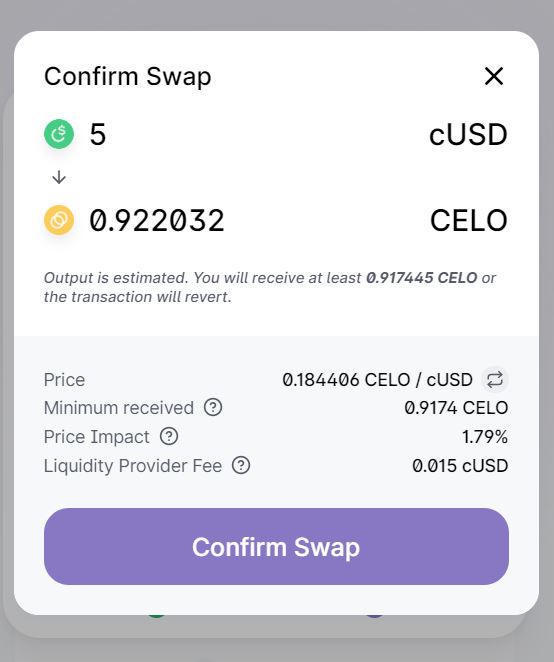 Confirm Swap
5 cUSD
0.922032 CELO
Output is estimated. You will receive at least 0.917445 CELO or
the transaction will revert.
Price 0.184406 CELO / cUSD
Minimum received 0.9174 CELO
Price Impact 1.79%
Liquidity Provider Fee 0.015 cUSD
Confirm Swap